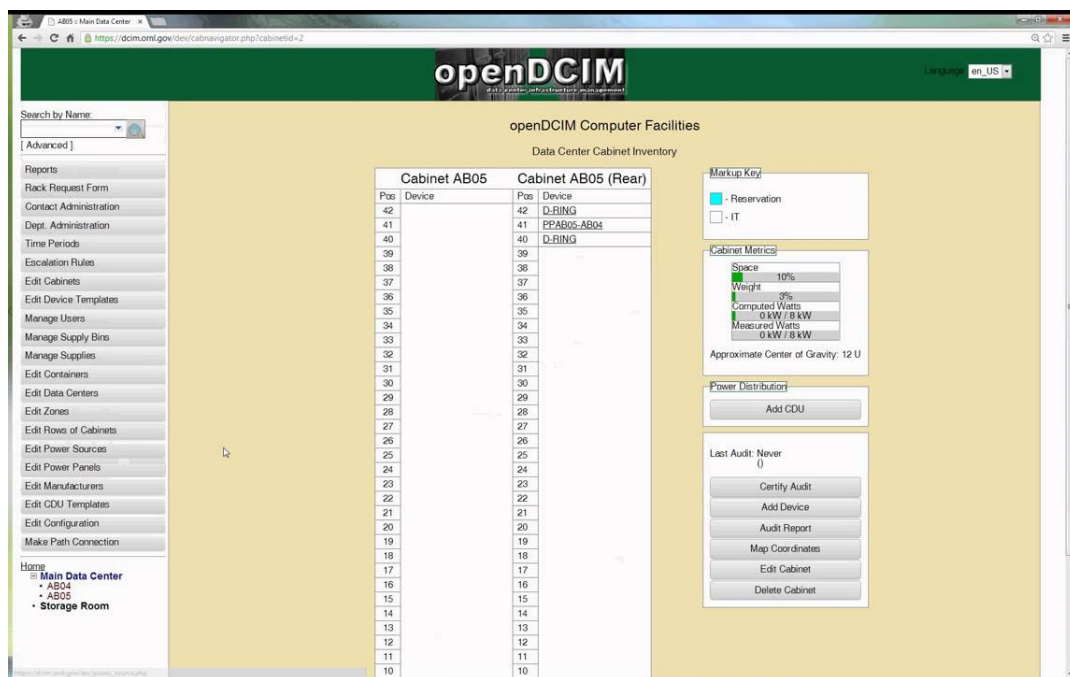 AB05 :: Main Data Center
https://dcim.ornl.gov/dev/cabnavigator.php?cabinetid=2
openDCIM
data center infrastructure management
Language en_US
Search by Name:
[ Advanced ]
Reports
Rack Request Form
Contact Administration
Dept. Administration
Time Periods
Escalation Rules
Edit Cabinets
Edit Device Templates
Manage Users
Manage Supply Bins
Manage Supplies
Edit Containers
Edit Data Centers
Edit Zones
Edit Rows of Cabinets
Edit Power Sources
Edit Power Panels
Edit Manufacturers
Edit CDU Templates
Edit Configuration
Make Path Connection
Home
Main Data Center
• AB04
• AB05
• Storage Room
openDCIM Computer Facilities
Data Center Cabinet Inventory
Cabinet AB05
Pos Device
42
41
40
39
38
37
36
35
34
33
32
31
30
29
28
27
26
25
24
23
22
21
20
19
18
17
16
15
14
13
12
11
10
Cabinet AB05 (Rear)
Pos Device
42 D-RING
41 PPAB05-AB04
40 D-RING
39
38
37
36
35
34
33
32
31
30
29
28
27
26
25
24
23
22
21
20
19
18
17
16
15
14
13
12
11
10
Markup Key
- Reservation
- IT
Cabinet Metrics
Space
10%
Weight
3%
Computed Watts
0 kW / 8 kW
Measured Watts
0 kW / 8 kW
Approximate Center of Gravity: 12 U
Power Distribution
Add CDU
Last Audit: Never
()
Certify Audit
Add Device
Audit Report
Map Coordinates
Edit Cabinet
Delete Cabinet
https://dcim.ornl.gov/dev/power_source.php